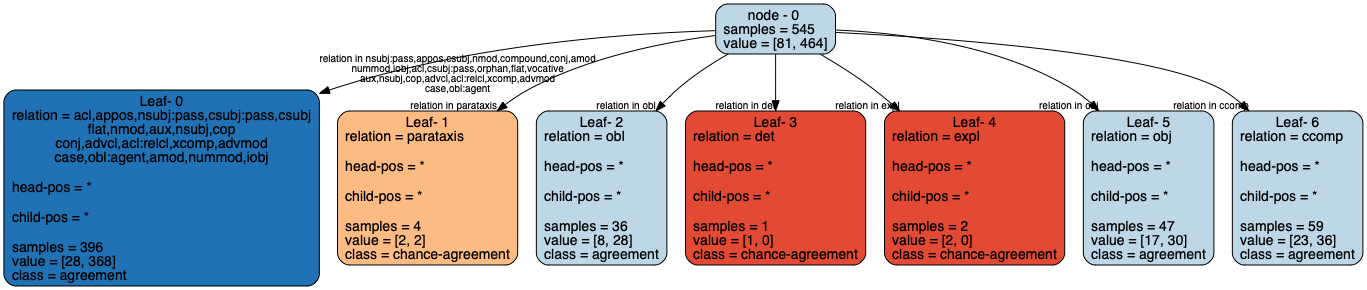 node - 0
samples = 545
value = [81, 464]
relation in nsubj:pass,appos,csubj,nmod,compound,conj,amod
nummod,iobj,acl,csubj:pass,orphan,flat,vocative
aux,nsubj,cop,advcl,acl:relcl,xcomp,advmod
case,obl:agent
relation in parataxis
relation in obl
relation in det
relation in expl
relation in obj
relation in ccomp
Leaf- 0
relation = acl,appos,nsubj:pass,csubj:pass,csubj
flat,nmod,aux,nsubj,cop
conj,advcl,acl:relcl,xcomp,advmod
case,obl:agent,amod,nummod,iobj
head-pos = *
child-pos = *
samples = 396
value = [28, 368]
class = agreement
Leaf- 1
relation = parataxis
head-pos = *
child-pos = *
samples = 4
value = [2, 2]
class = chance-agreement
Leaf- 2
relation = obl
head-pos = *
child-pos = *
samples = 36
value = [8, 28]
class = agreement
Leaf- 3
relation = det
head-pos = *
child-pos = *
samples = 1
value = [1, 0]
class = chance-agreement
Leaf- 4
relation = expl
head-pos = *
child-pos = *
samples = 2
value = [2, 0]
class = chance-agreement
Leaf- 5
relation = obj
head-pos = *
child-pos = *
samples = 47
value = [17, 30]
class = agreement
Leaf- 6
relation = ccomp
head-pos = *
child-pos = *
samples = 59
value = [23, 36]
class = agreement